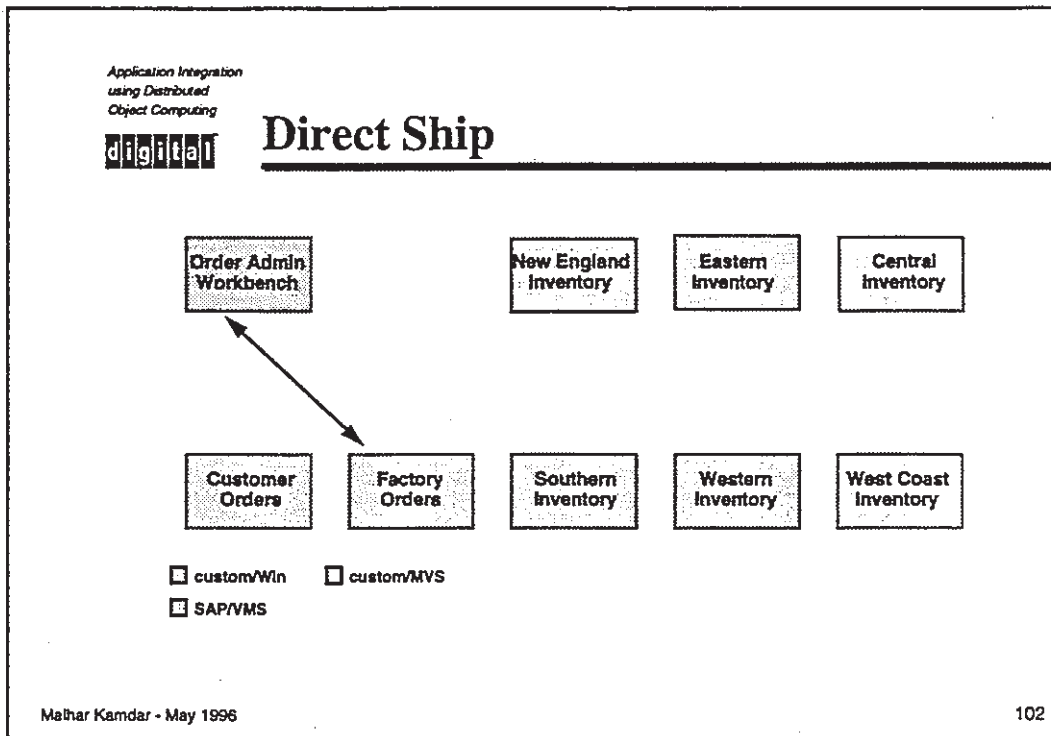 Application Integration
using Distributed
Object Computing
digital
Direct Ship
Order Admin
Workbench
New England
Inventory
Eastern
Inventory
Central
Inventory
Customer
Orders
Factory
Orders
Southern
Inventory
Western
Inventory
West Coast
Inventory
custom/Win
custom/MVS
SAP/VMS
Malhar Kamdar - May 1996
102